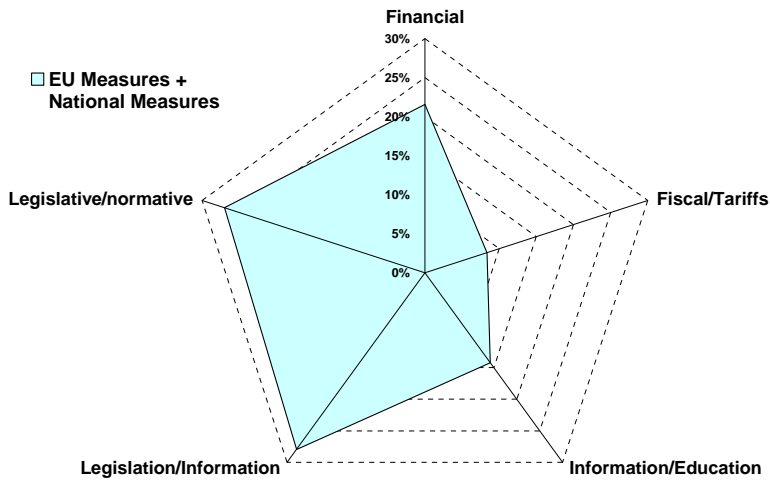 Financial
30%
25%
20%
15%
10%
5%
0%
EU Measures +
National Measures
Legislative/normative
Fiscal/Tariffs
Legislation/Information
Information/Education